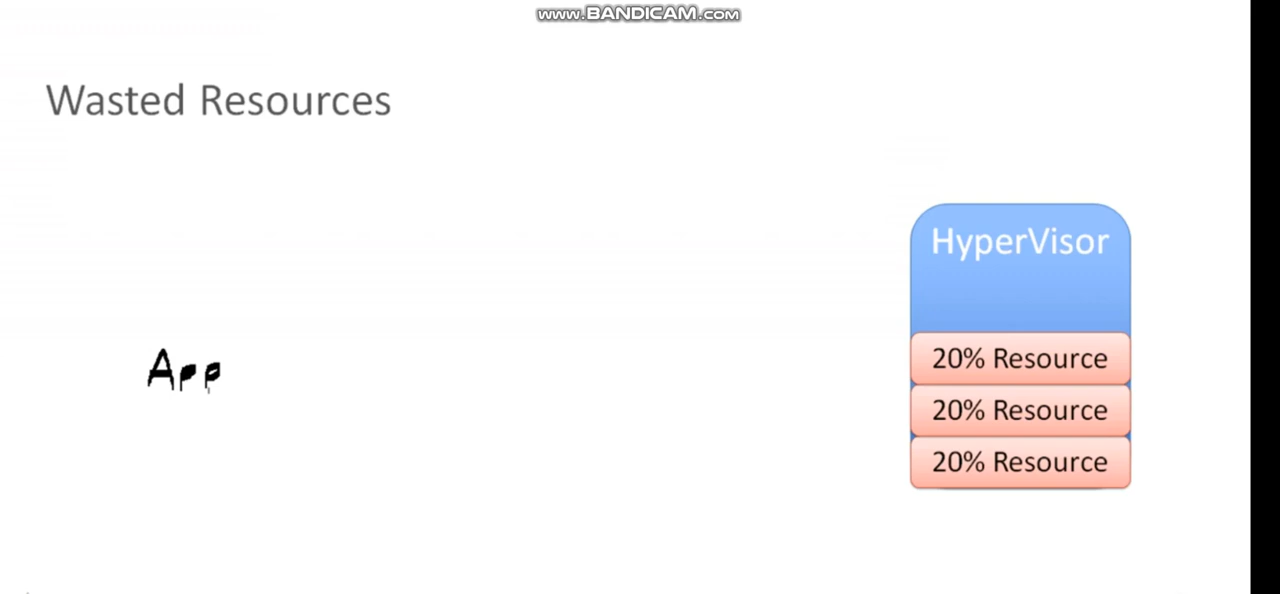 www.BANDICAM.com
Wasted Resources
HyperVisor
20% Resource
App
20% Resource
20% Resource